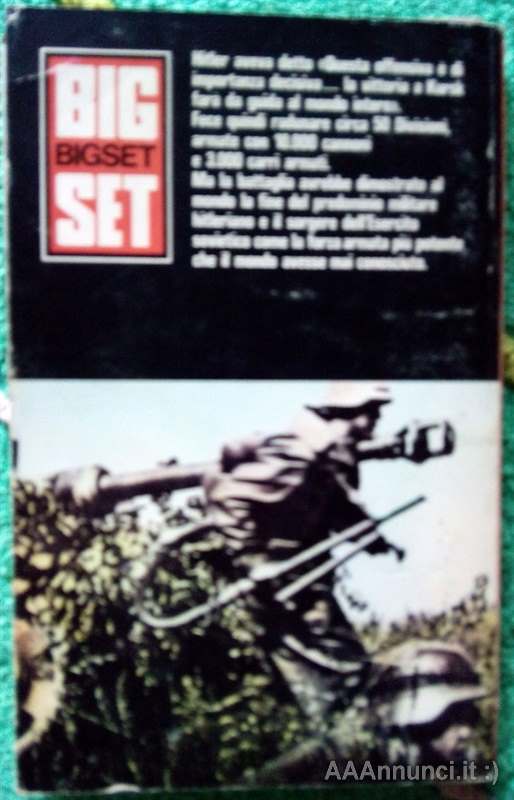 BIG
BIGSET
SET
Hitler aveva detto «Questa offensiva è di
importanza decisiva... la vittoria a Kursk
farà da guida al mondo intero».
Fece quindi radunare circa 50 Divisioni,
armate con 10.000 cannoni
e 3.000 carri armati.
Ma la battaglia avrebbe dimostrato al
mondo la fine del predominio militare
hitleriano e il sorgere dell'Esercito
sovietico come la forza armata più potente
che il mondo avesse mai conosciuto.
AAAnnunci.it :)